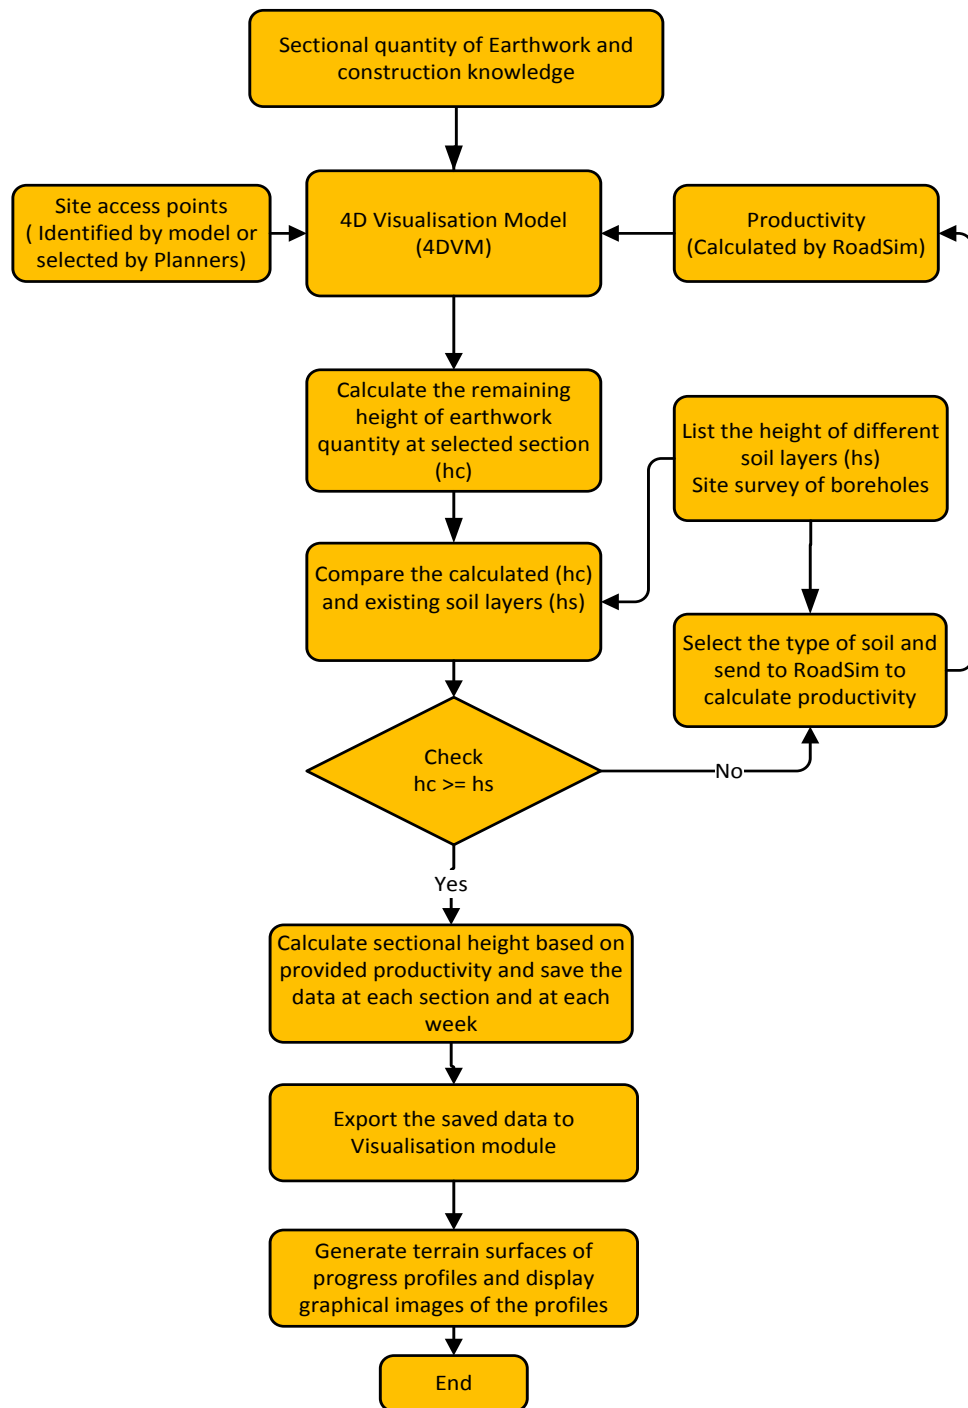 Sectional quantity of Earthwork and
construction knowledge
Site access points
( Identified by model or
selected by Planners)
4D Visualisation Model
(4DVM)
Productivity
(Calculated by RoadSim)
Calculate the remaining
height of earthwork
quantity at selected section
(hc)
List the height of different
soil layers (hs)
Site survey of boreholes
Compare the calculated (hc)
and existing soil layers (hs)
Select the type of soil and
send to RoadSim to
calculate productivity
Check
hc >= hs
No
Yes
Calculate sectional height based on
provided productivity and save the
data at each section and at each
week
Export the saved data to
Visualisation module
Generate terrain surfaces of
progress profiles and display
graphical images of the profiles
End